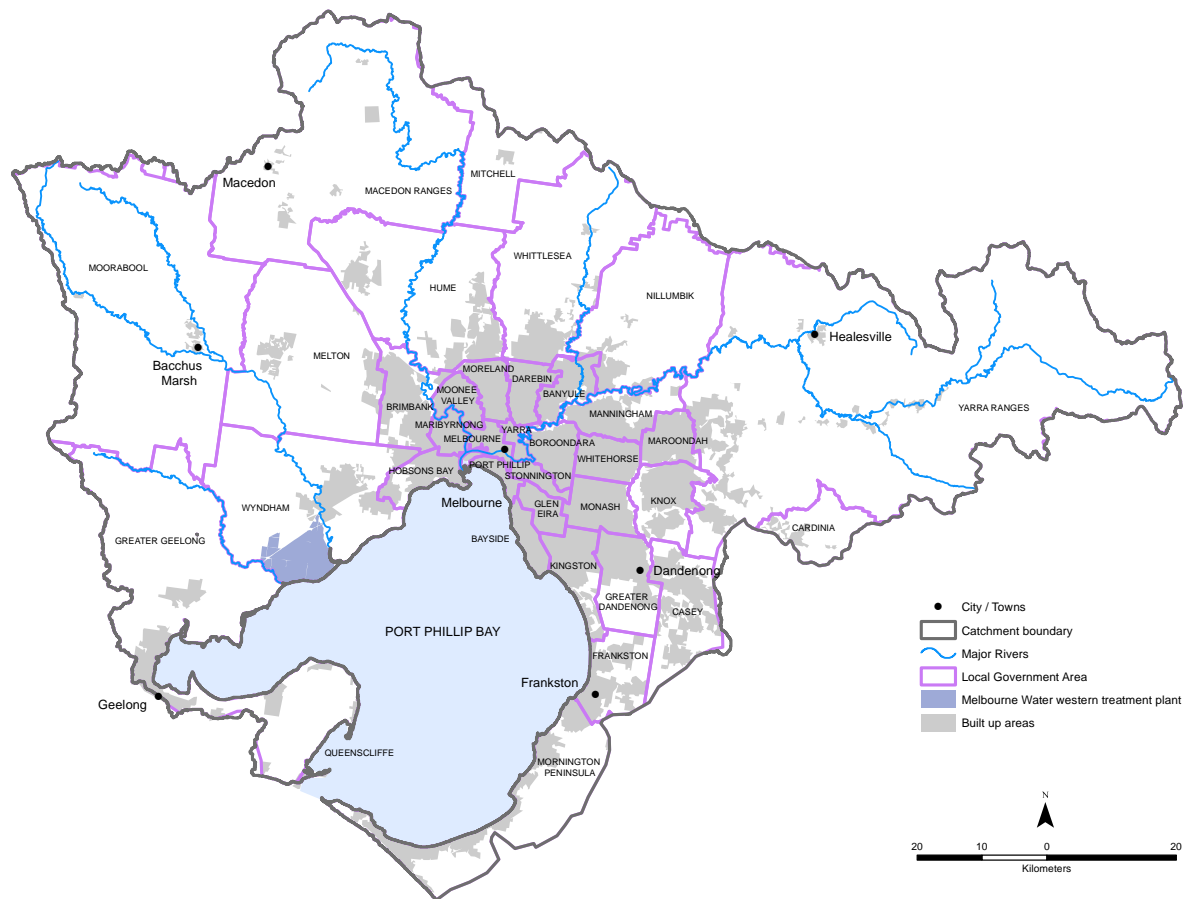 Macedon
MACEDON RANGES
MITCHELL
MOORABOOL
WHITTLESEA
HUME
NILLUMBIK
Healesville
Bacchus
Marsh
MELTON
MORELAND
DAREBIN
MOONEE
VALLEY
BANYULE
BRIMBANK
MANNINGHAM
YARRA RANGES
MARIBYRNONG
YARRA
MELBOURNE
BOROONDARA
MAROONDAH
WHITEHORSE
HOBSONS BAY
PORT PHILLIP
STONNINGTON
Melbourne
GLEN
EIRA
MONASH
KNOX
WYNDHAM
CARDINIA
GREATER GEELONG
BAYSIDE
KINGSTON
Dandenong
GREATER
DANDENONG
CASEY
PORT PHILLIP BAY
FRANKSTON
Frankston
Geelong
QUEENSCLIFFE
MORNINGTON
PENINSULA
City / Towns
Catchment boundary
Major Rivers
Local Government Area
Melbourne Water western treatment plant
Built up areas
N
20 10 0 20
Kilometers